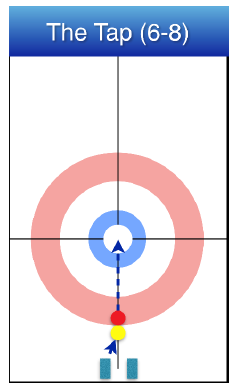 The Tap (6-8)